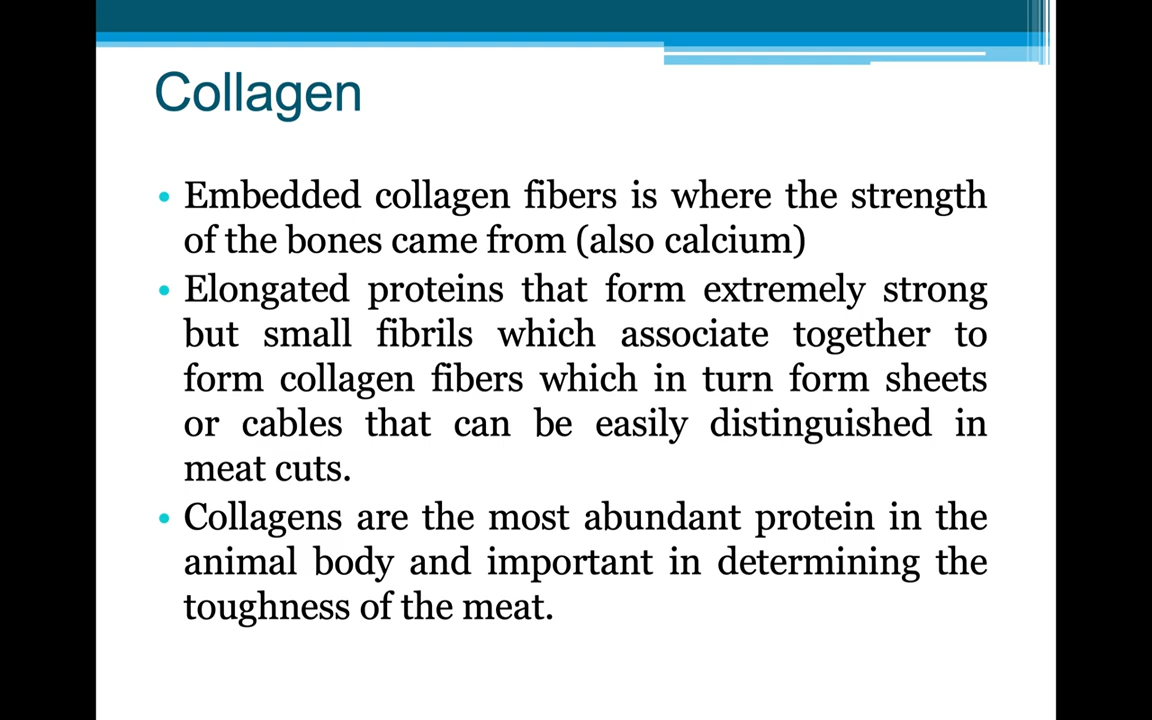 Collagen
• Embedded collagen fibers is where the strength
of the bones came from (also calcium)
• Elongated proteins that form extremely strong
but small fibrils which associate together to
form collagen fibers which in turn form sheets
or cables that can be easily distinguished in
meat cuts.
• Collagens are the most abundant protein in the
animal body and important in determining the
toughness of the meat.